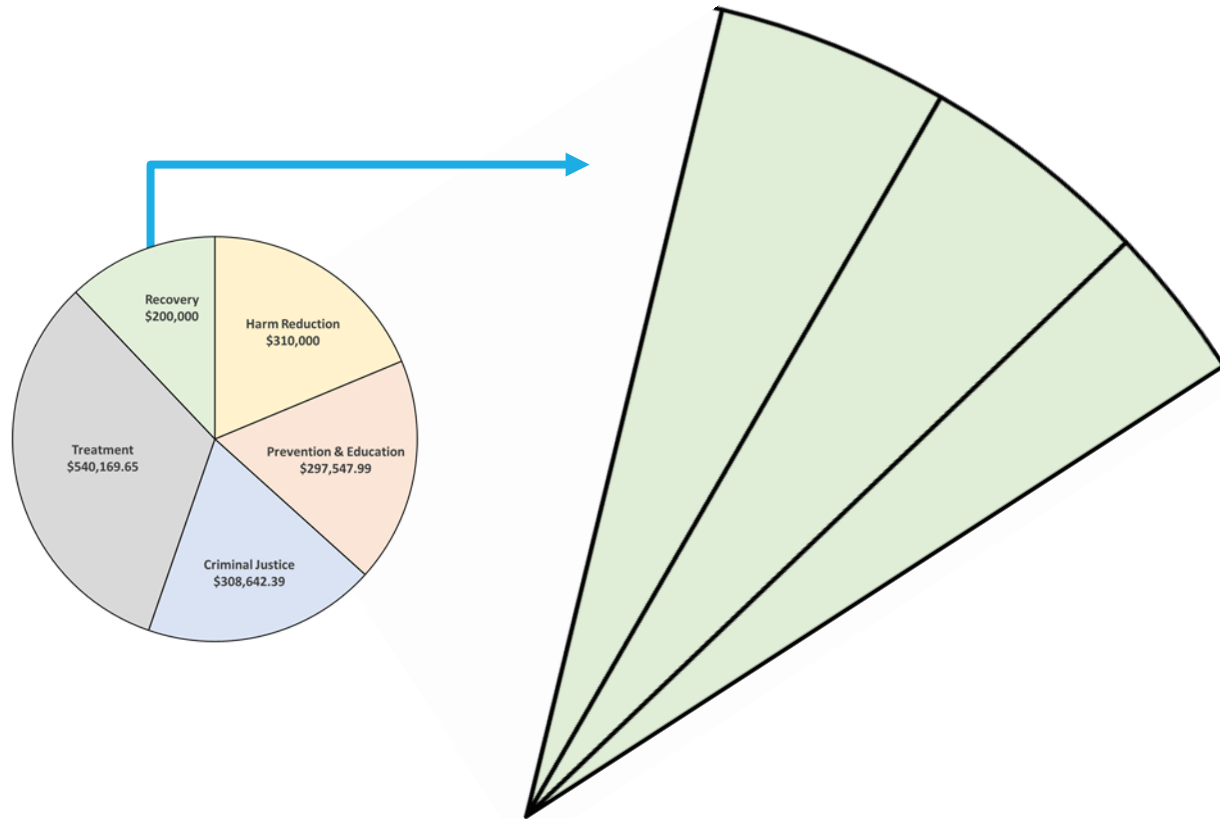 Recovery
$200,000
Harm Reduction
$310,000
Treatment
$540,169.65
Prevention & Education
$297,547.99
Criminal Justice
$308,642.39